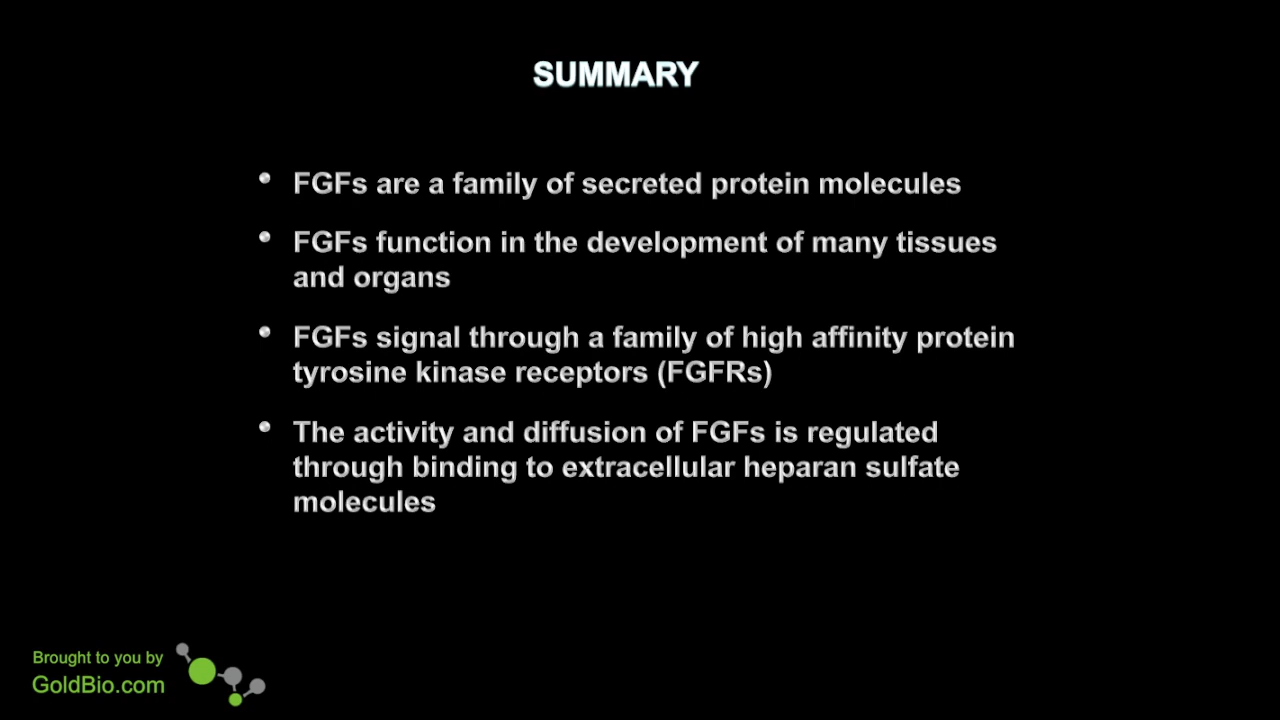 SUMMARY
• FGFs are a family of secreted protein molecules
• FGFs function in the development of many tissues
and organs
• FGFs signal through a family of high affinity protein
tyrosine kinase receptors (FGFRs)
• The activity and diffusion of FGFs is regulated
through binding to extracellular heparan sulfate
molecules
Brought to you by
GoldBio.com